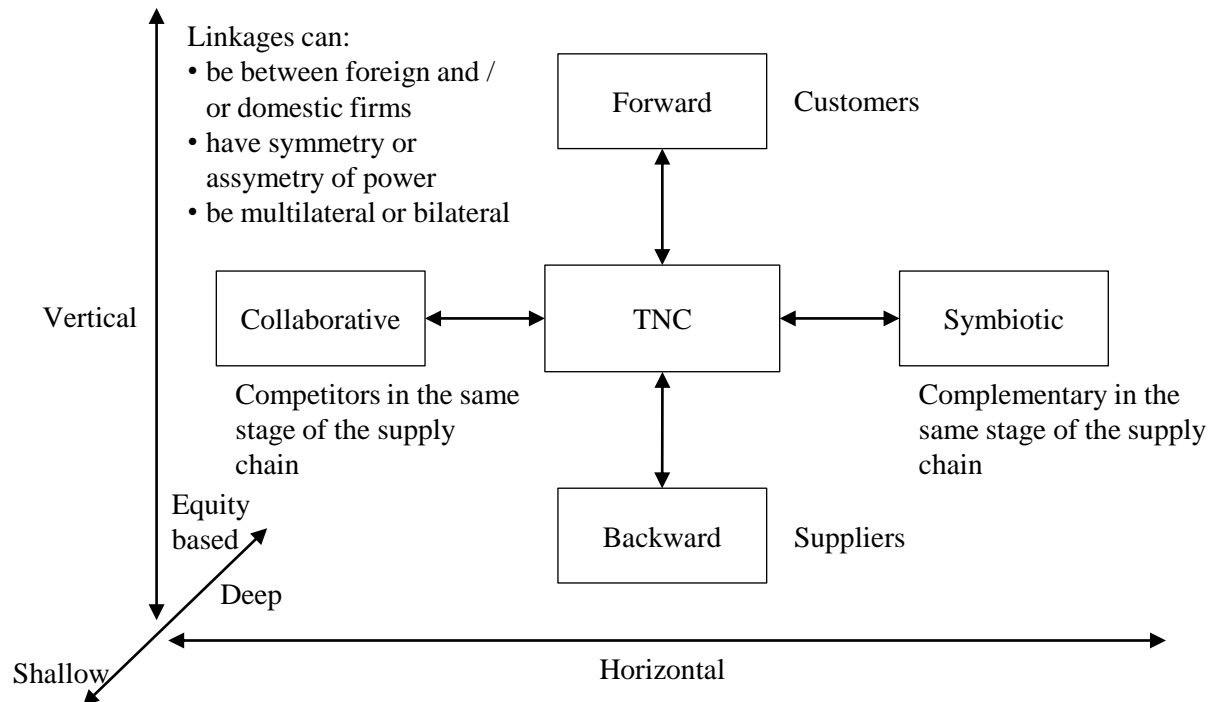 Linkages can:
• be between foreign and /
or domestic firms
• have symmetry or
assymetry of power
• be multilateral or bilateral
Forward
Customers
Vertical
Collaborative
TNC
Symbiotic
Competitors in the same
stage of the supply
chain
Complementary in the
same stage of the supply
chain
Equity
based
Backward
Suppliers
Deep
Shallow
Horizontal